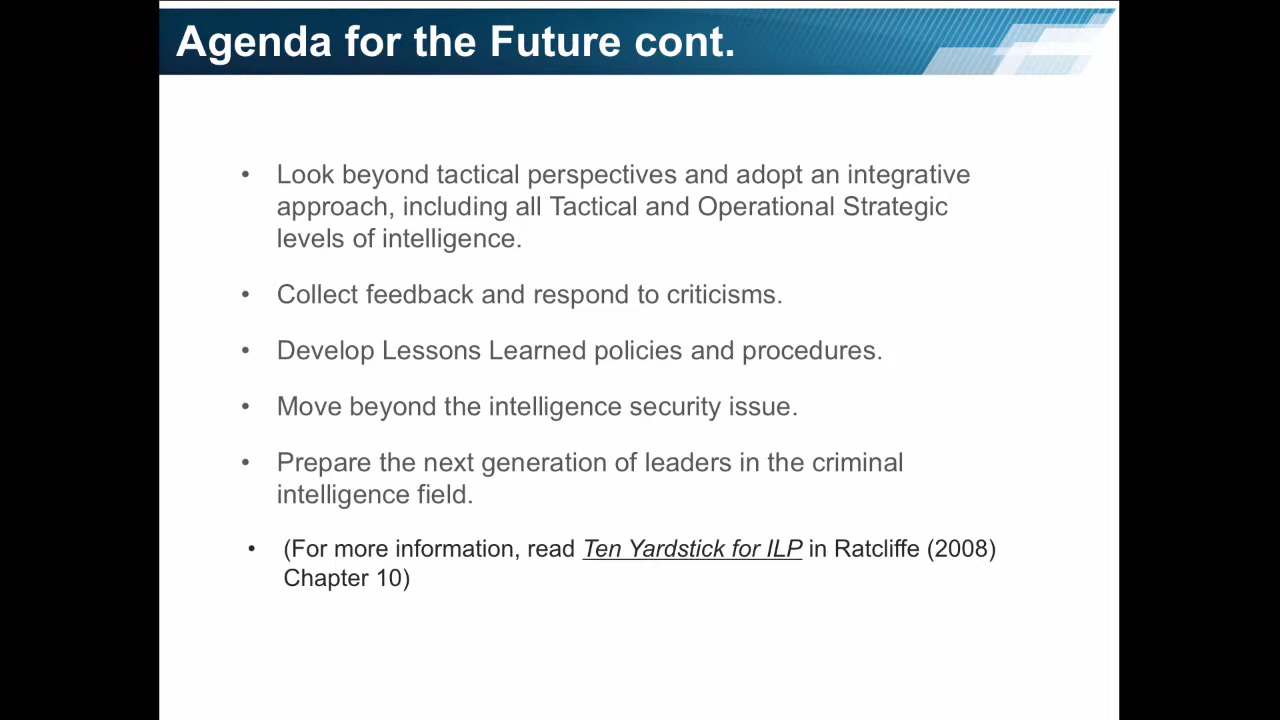 Agenda for the Future cont.
• Look beyond tactical perspectives and adopt an integrative
approach, including all Tactical and Operational Strategic
levels of intelligence.
• Collect feedback and respond to criticisms.
• Develop Lessons Learned policies and procedures.
• Move beyond the intelligence security issue.
• Prepare the next generation of leaders in the criminal
intelligence field.
• (For more information, read Ten Yardstick for ILP in Ratcliffe (2008)
Chapter 10)